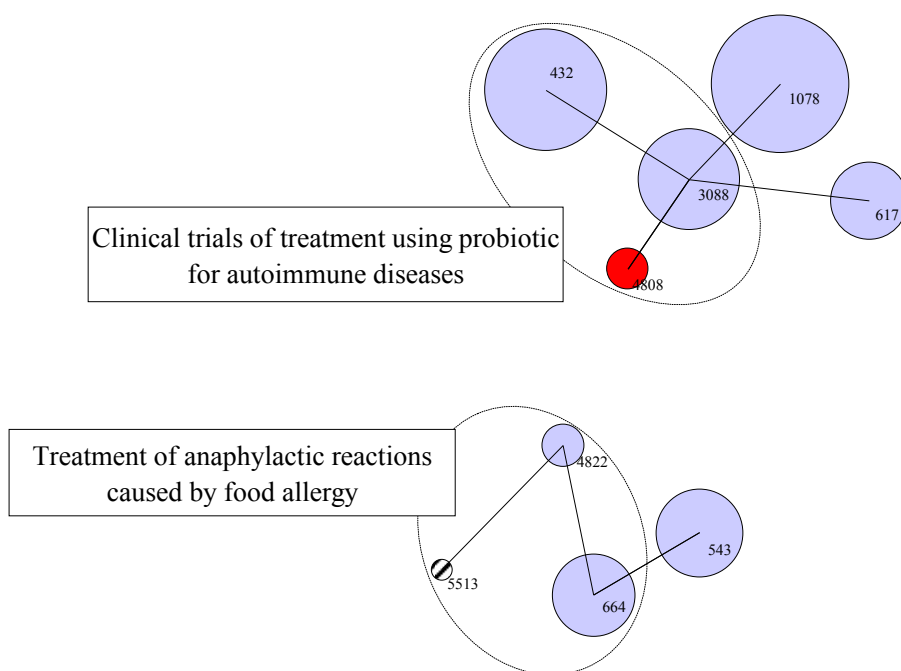 432
1078
3088
617
Clinical trials of treatment using probiotic
for autoimmune diseases
4808
Treatment of anaphylactic reactions
caused by food allergy
4822
543
5513
664